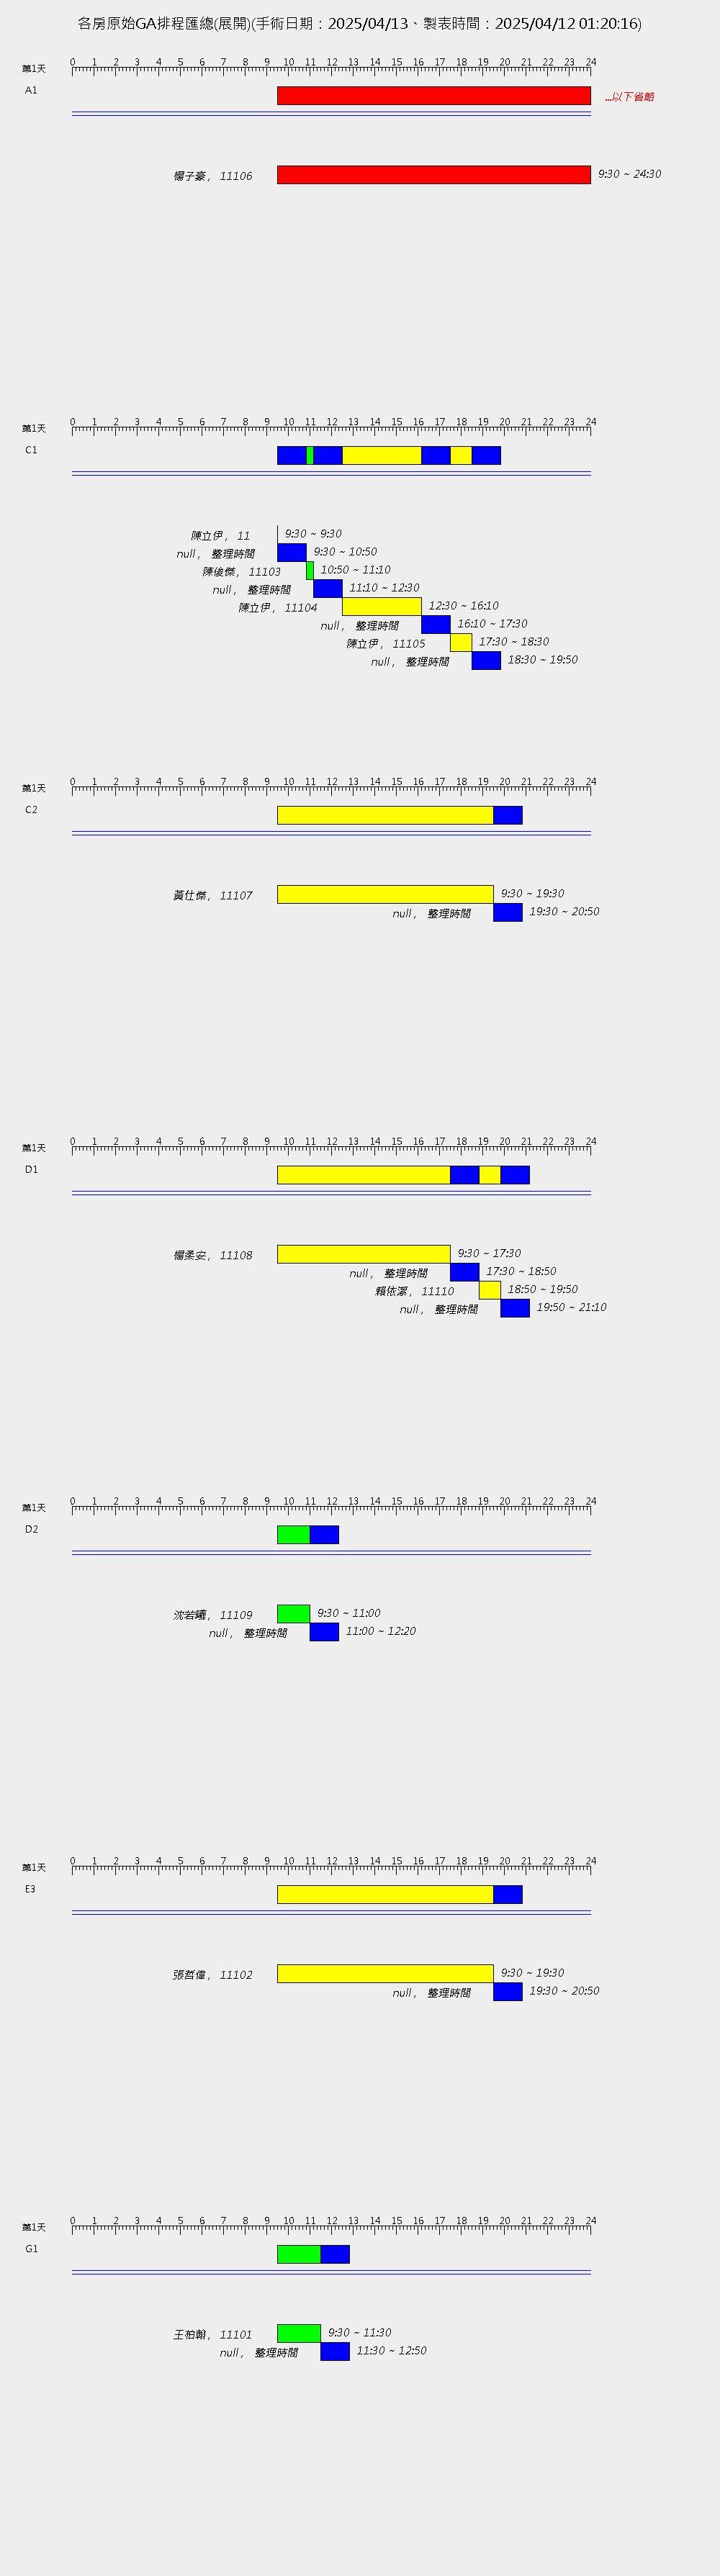 各房原始GA排程匯總(展開)(手術日期：2025/04/13、製表時間：2025/04/12 01:20:16)
第1天 0 1 2 3 4 5 6 7 8 9 10 11 12 13 14 15 16 17 18 19 20 21 22 23 24
A1 ...以下省略
楊子豪, 11106 9:30 ~ 24:30
第1天 0 1 2 3 4 5 6 7 8 9 10 11 12 13 14 15 16 17 18 19 20 21 22 23 24
C1
陳立伊, 11 9:30 ~ 9:30
null, 整理時間 9:30 ~ 10:50
陳俊傑, 11103 10:50 ~ 11:10
null, 整理時間 11:10 ~ 12:30
陳立伊, 11104 12:30 ~ 16:10
null, 整理時間 16:10 ~ 17:30
陳立伊, 11105 17:30 ~ 18:30
null, 整理時間 18:30 ~ 19:50
第1天 0 1 2 3 4 5 6 7 8 9 10 11 12 13 14 15 16 17 18 19 20 21 22 23 24
C2
黃仕傑, 11107 9:30 ~ 19:30
null, 整理時間 19:30 ~ 20:50
第1天 0 1 2 3 4 5 6 7 8 9 10 11 12 13 14 15 16 17 18 19 20 21 22 23 24
D1
楊柔安, 11108 9:30 ~ 17:30
null, 整理時間 17:30 ~ 18:50
賴依潔, 11110 18:50 ~ 19:50
null, 整理時間 19:50 ~ 21:10
第1天 0 1 2 3 4 5 6 7 8 9 10 11 12 13 14 15 16 17 18 19 20 21 22 23 24
D2
沈若曦, 11109 9:30 ~ 11:00
null, 整理時間 11:00 ~ 12:20
第1天 0 1 2 3 4 5 6 7 8 9 10 11 12 13 14 15 16 17 18 19 20 21 22 23 24
E3
張哲偉, 11102 9:30 ~ 19:30
null, 整理時間 19:30 ~ 20:50
第1天 0 1 2 3 4 5 6 7 8 9 10 11 12 13 14 15 16 17 18 19 20 21 22 23 24
G1
王柏翰, 11101 9:30 ~ 11:30
null, 整理時間 11:30 ~ 12:50